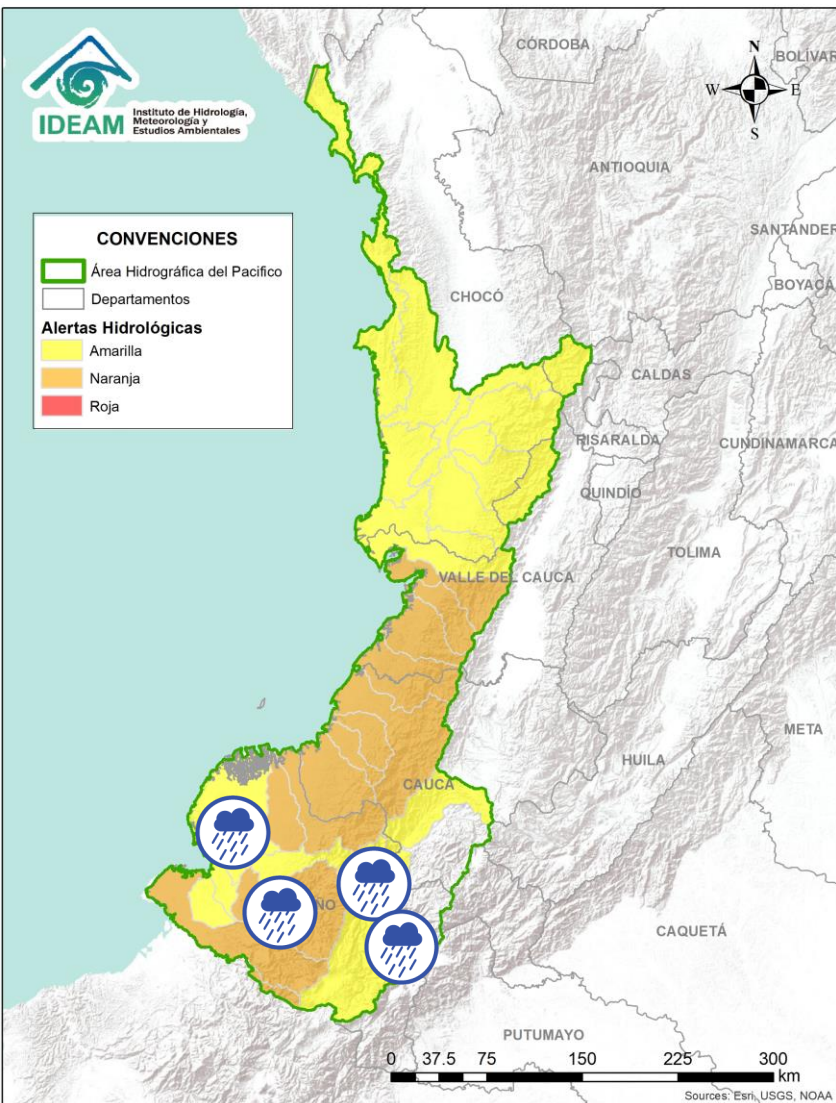 IDEAM
Instituto de Hidrología,
Meteorología y
Estudios Ambientales
N
W
E
S
CONVENCIONES
Área Hidrográfica del Pacifico
Departamentos
Alertas Hidrológicas
Amarilla
Naranja
Roja
CÓRDOBA
BOLÍVAR
ANTIOQUIA
SANTANDER
BOYACÁ
CHOCÓ
CALDAS
RISARALDA
CUNDINAMARCA
QUINDÍO
TOLIMA
VALLE DEL CAUCA
META
HUILA
CAUCA
ÑO
CAQUETÁ
PUTUMAYO
0 37.5 75 150 225 300
km
Sources: Esri, USGS, NOAA